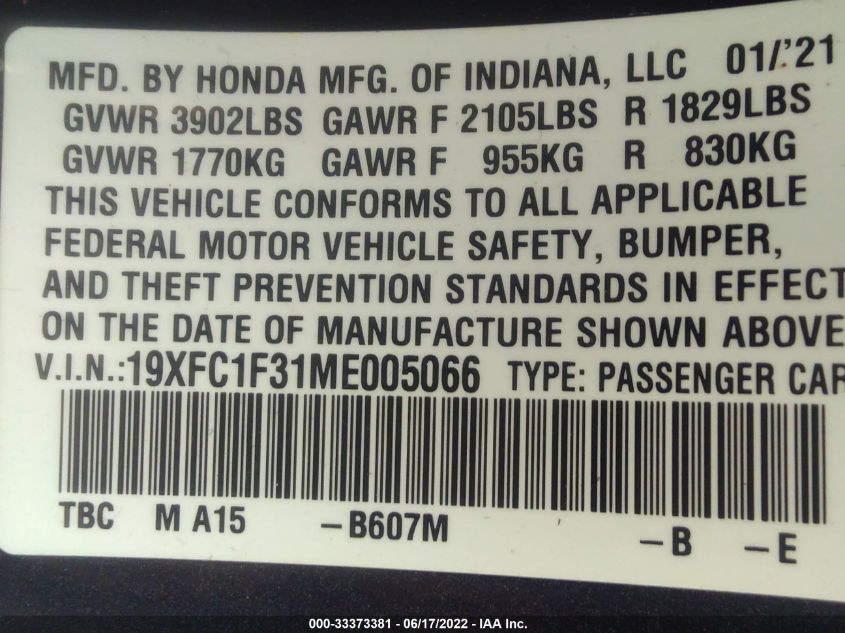 MFD. BY HONDA MFG. OF INDIANA, LLC 01/'21
GVWR 3902LBS GAWR F 2105LBS R 1829LBS
GVWR 1770KG GAWR F 955KG R 830KG
THIS VEHICLE CONFORMS TO ALL APPLICABLE
FEDERAL MOTOR VEHICLE SAFETY, BUMPER,
AND THEFT PREVENTION STANDARDS IN EFFECT
ON THE DATE OF MANUFACTURE SHOWN ABOVE
V.I.N.:19XFC1F31ME005066 TYPE: PASSENGER CAR
TBC M A15 -B607M -B -E
000-33373381 - 06/17/2022 - IAA Inc.